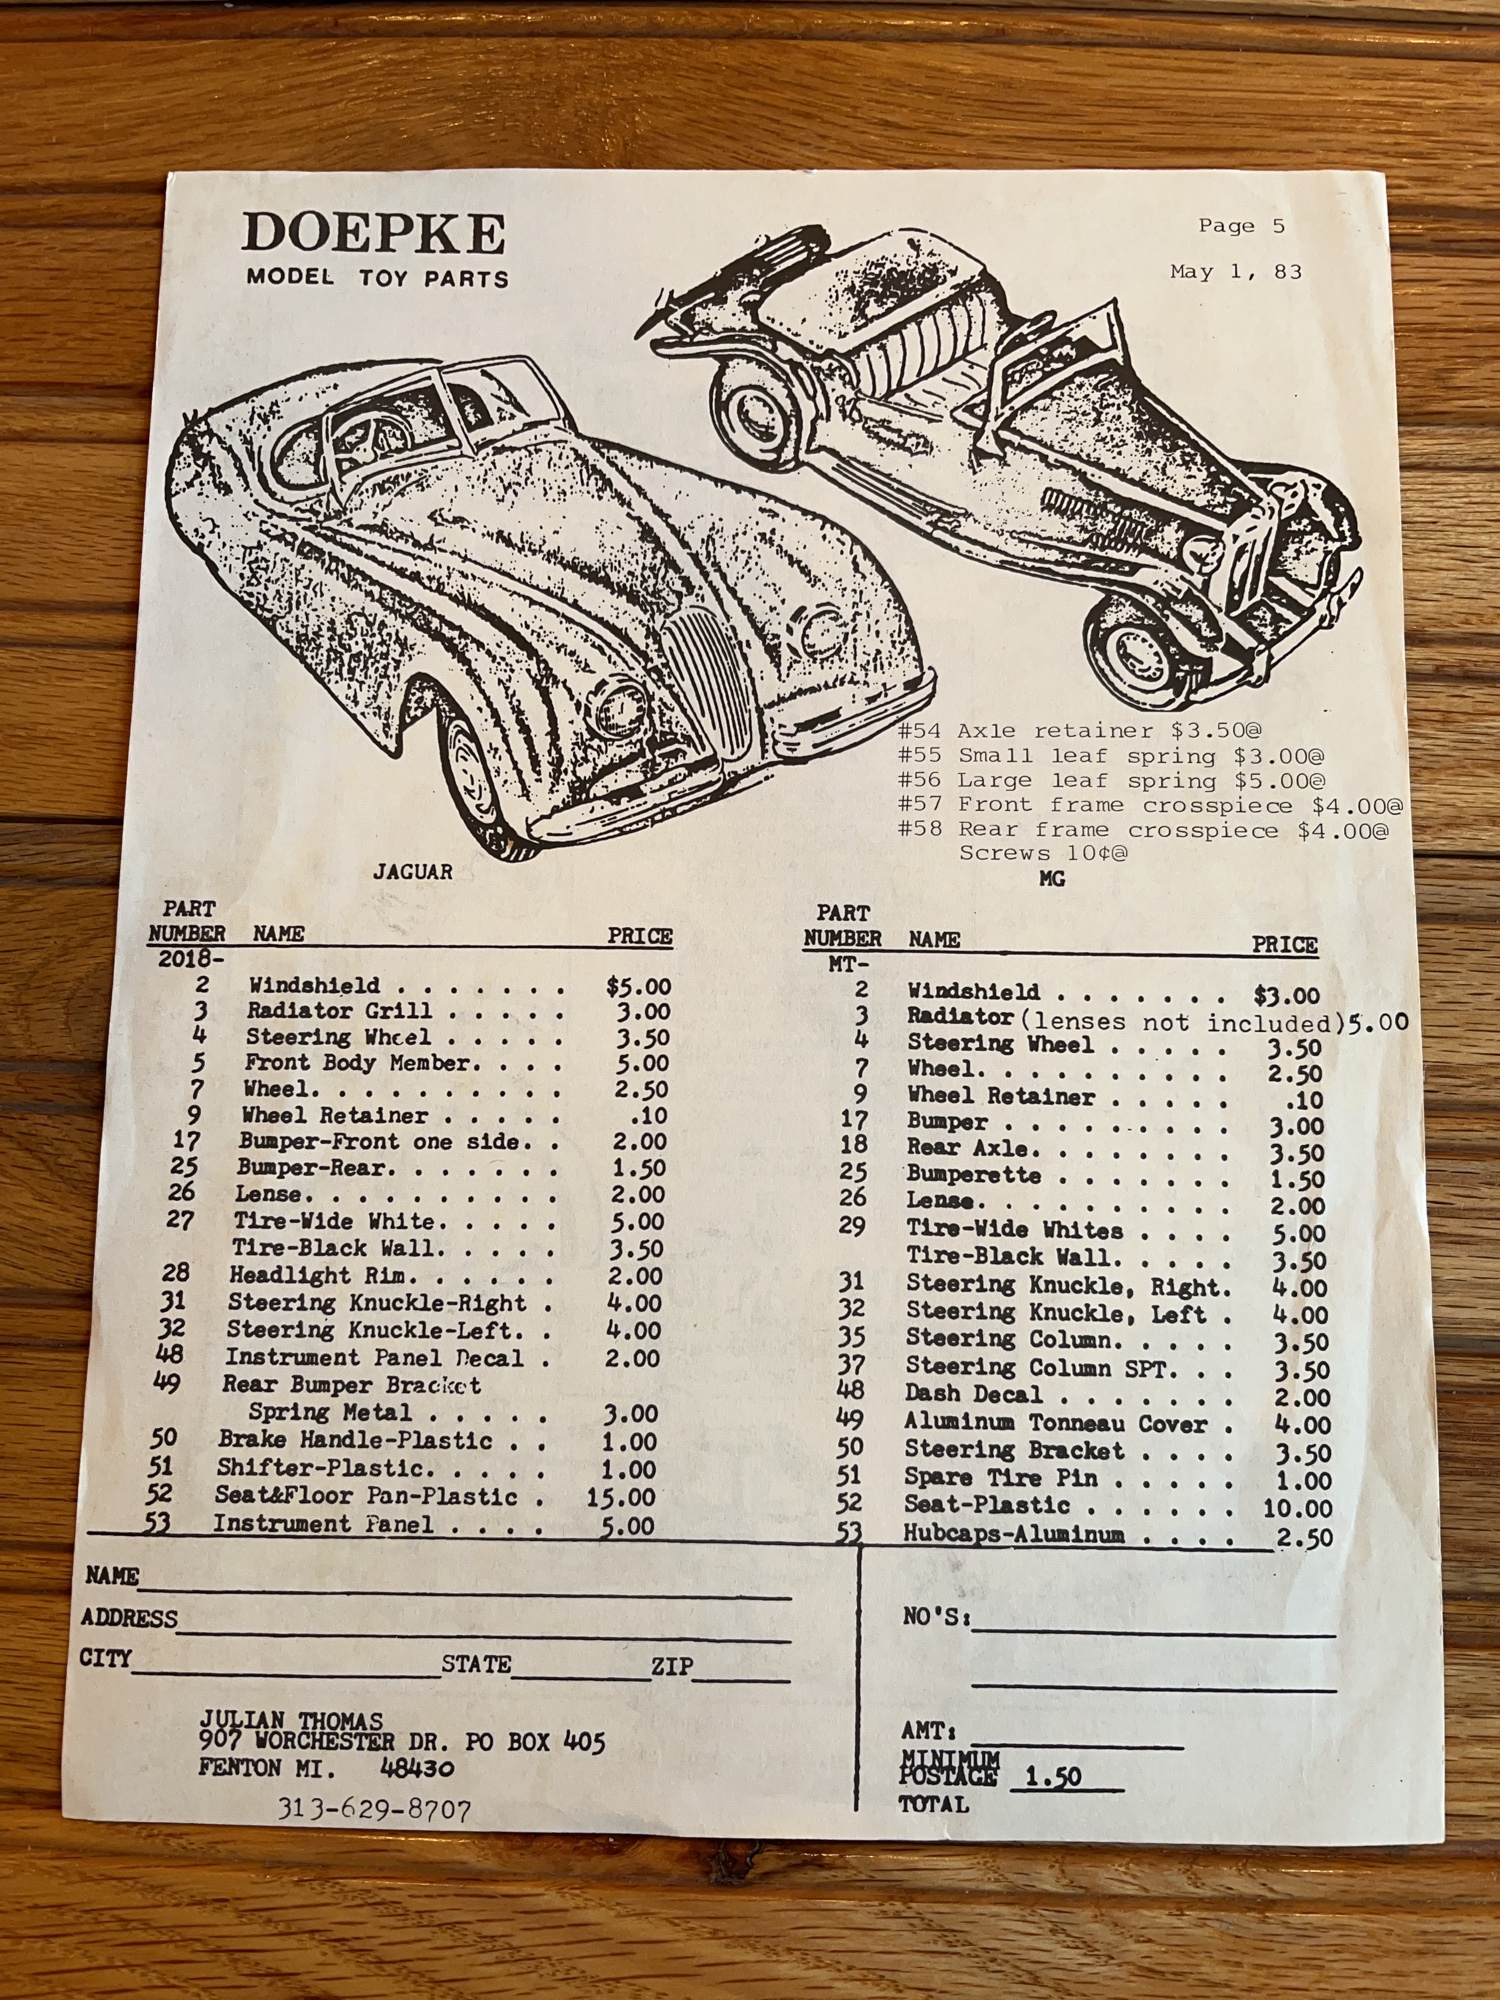 DOEPKE
MODEL TOY PARTS
Page 5
May 1, 83
#54 Axle retainer $3.50@
#55 Small leaf spring $3.00@
#56 Large leaf spring $5.00@
#57 Front frame crosspiece $4.00@
#58 Rear frame crosspiece $4.00@
Screws 10¢@
JAGUAR
PART
NUMBER NAME PRICE
2018-
2 Windshield . . . . . . . $5.00
3 Radiator Grill . . . . . 3.00
4 Steering Wheel . . . . . 3.50
5 Front Body Member. . . . 5.00
7 Wheel. . . . . . . . . . 2.50
9 Wheel Retainer . . . . . .10
17 Bumper-Front one side. . 2.00
25 Bumper-Rear. . . . . . . 1.50
26 Lense. . . . . . . . . . 2.00
27 Tire-Wide White. . . . . 5.00
Tire-Black Wall. . . . . 3.50
28 Headlight Rim. . . . . . 2.00
31 Steering Knuckle-Right . 4.00
32 Steering Knuckle-Left. . 4.00
48 Instrument Panel Decal . 2.00
49 Rear Bumper Bracket
Spring Metal . . . . . 3.00
50 Brake Handle-Plastic . . 1.00
51 Shifter-Plastic. . . . . 1.00
52 Seat&Floor Pan-Plastic . 15.00
53 Instrument Panel . . . . 5.00
MG
PART
NUMBER NAME PRICE
MT-
2 Windshield . . . . . . . $3.00
3 Radiator(lenses not included)5.00
4 Steering Wheel . . . . . 3.50
7 Wheel. . . . . . . . . . 2.50
9 Wheel Retainer . . . . . .10
17 Bumper . . . . . . . . . 3.00
18 Rear Axle. . . . . . . . 3.50
25 Bumperette . . . . . . . 1.50
26 Lense. . . . . . . . . . 2.00
29 Tire-Wide Whites . . . . 5.00
Tire-Black Wall. . . . . 3.50
31 Steering Knuckle, Right. 4.00
32 Steering Knuckle, Left . 4.00
35 Steering Column. . . . . 3.50
37 Steering Column SPT. . . 3.50
48 Dash Decal . . . . . . . 2.00
49 Aluminum Tonneau Cover . 4.00
50 Steering Bracket . . . . 3.50
51 Spare Tire Pin . . . . . 1.00
52 Seat-Plastic . . . . . . 10.00
53 Hubcaps-Aluminum . . . . 2.50
NAME
ADDRESS
CITY STATE ZIP
JULIAN THOMAS
907 WORCHESTER DR. PO BOX 405
FENTON MI. 48430
313-629-8707
NO'S:
AMT:
MINIMUM
POSTAGE 1.50
TOTAL